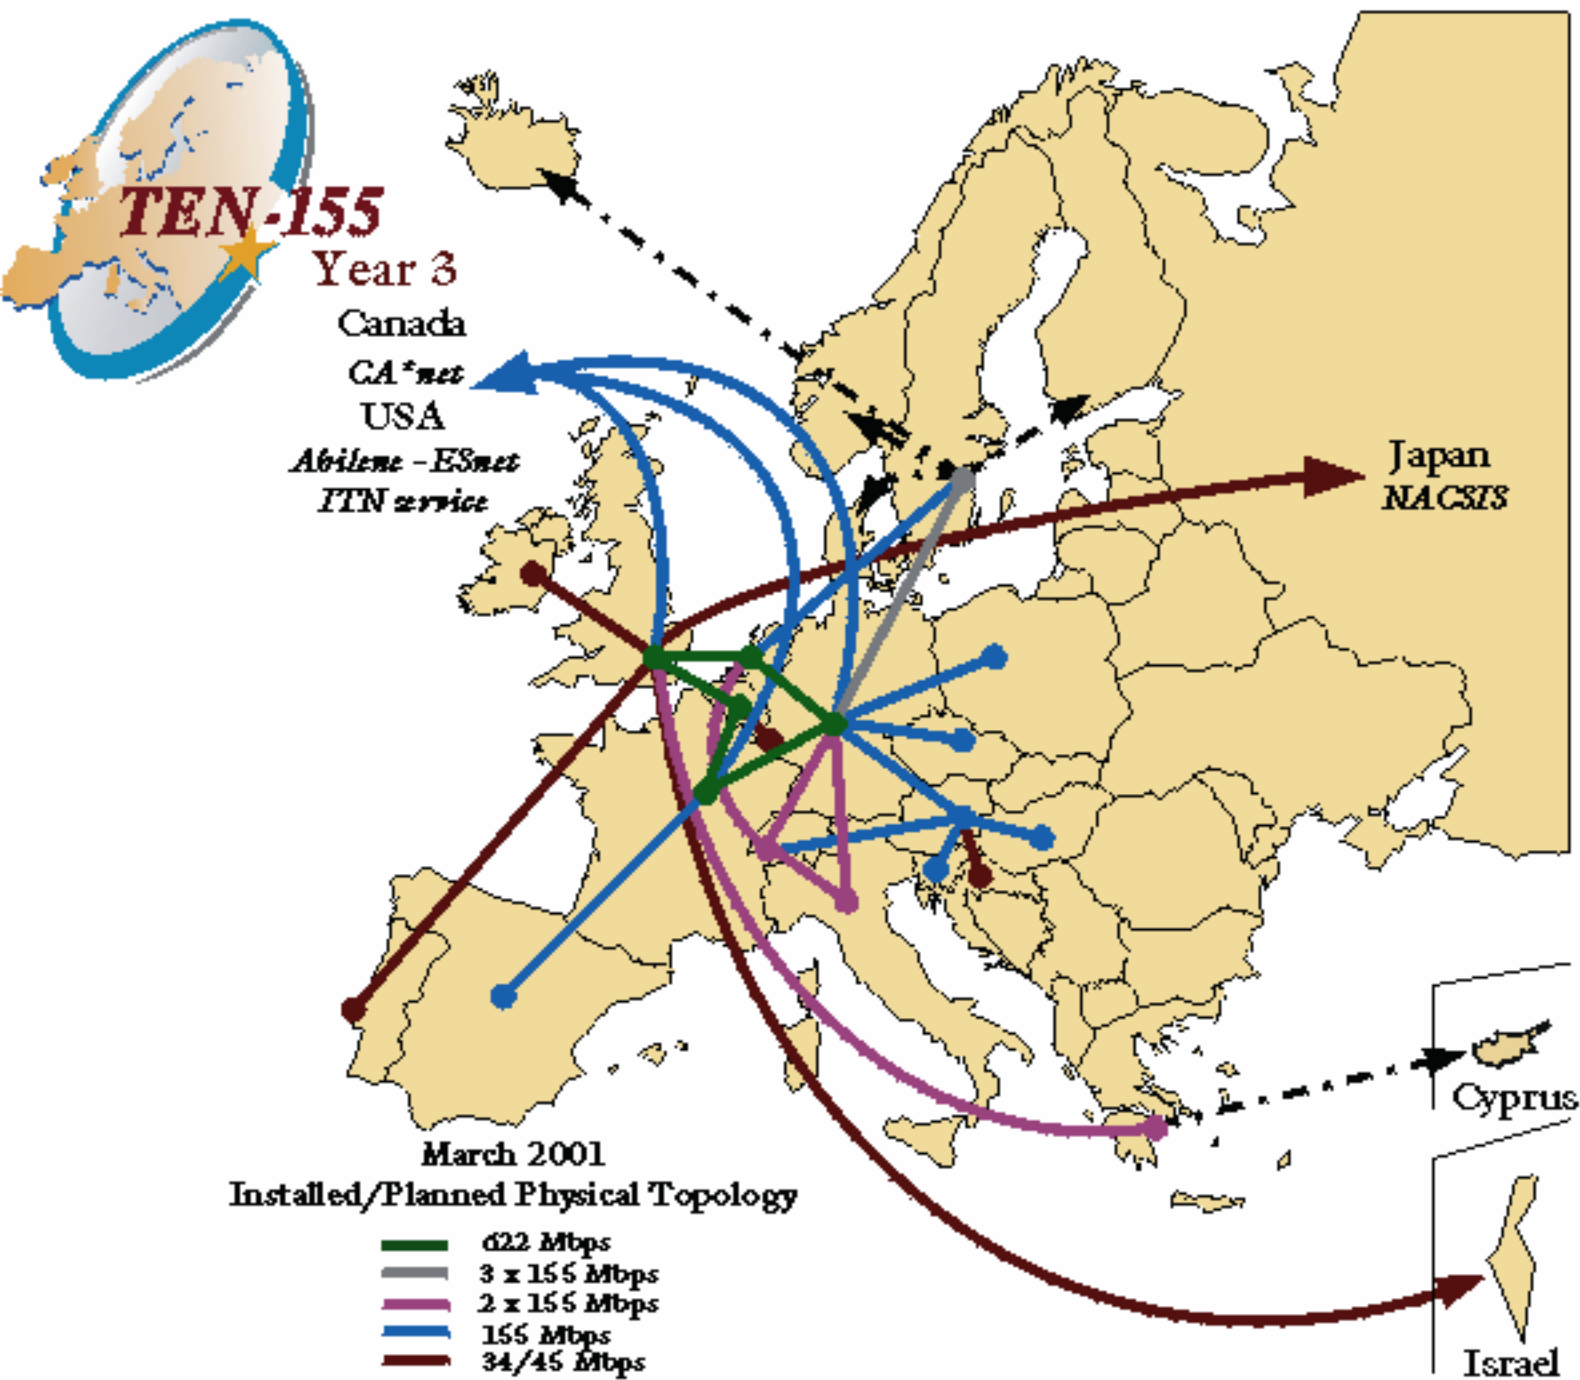 TEN-155
Year 3
Canada
CA*net
USA
Abilene - ESnet
ITN service
Japan
NACSIS
Cyprus
Israel
March 2001
Installed/Planned Physical Topology
622 Mbps
3 x 155 Mbps
2 x 155 Mbps
155 Mbps
34/45 Mbps